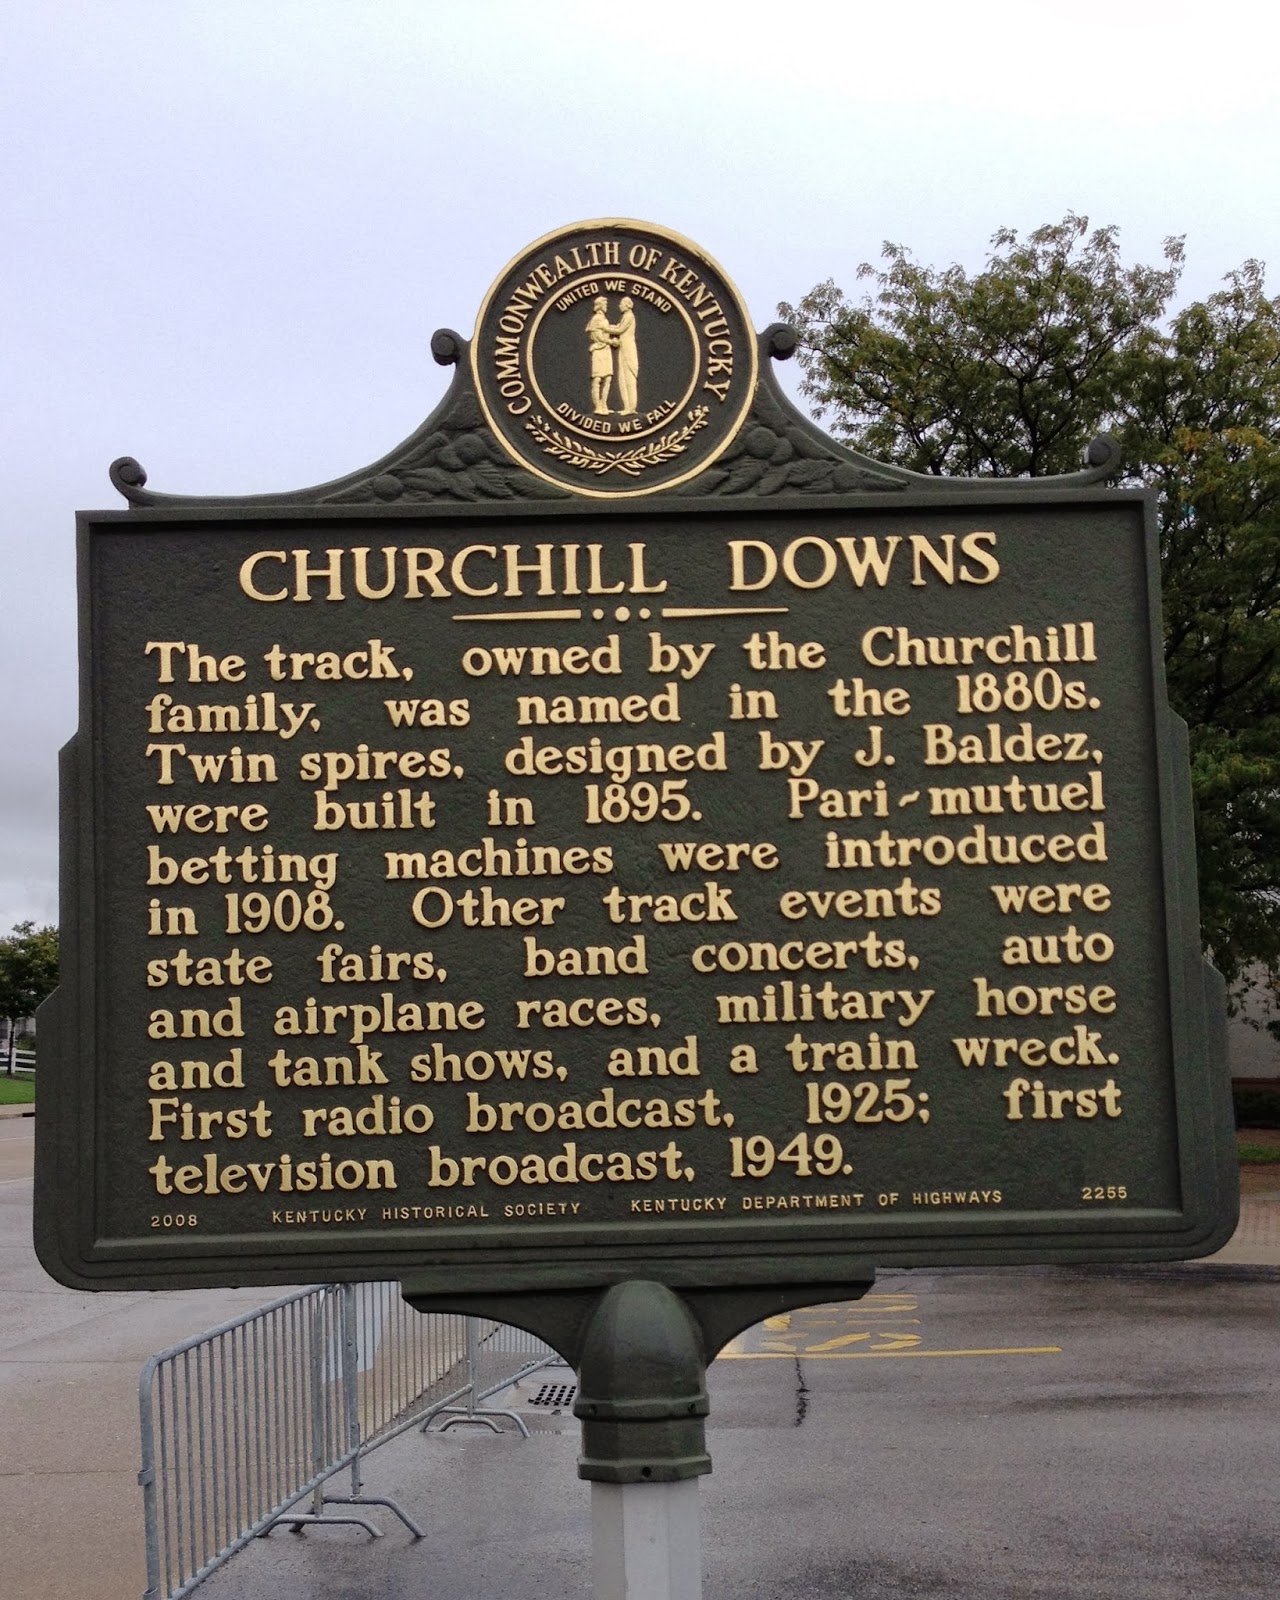 COMMONWEALTH OF KENTUCKY
UNITED WE STAND
DIVIDED WE FALL
CHURCHILL DOWNS
The track, owned by the Churchill
family, was named in the 1880s.
Twin spires, designed by J. Baldez,
were built in 1895. Pari-mutuel
betting machines were introduced
in 1908. Other track events were
state fairs, band concerts, auto
and airplane races, military horse
and tank shows, and a train wreck.
First radio broadcast, 1925; first
television broadcast, 1949.
2008 KENTUCKY HISTORICAL SOCIETY KENTUCKY DEPARTMENT OF HIGHWAYS 2255